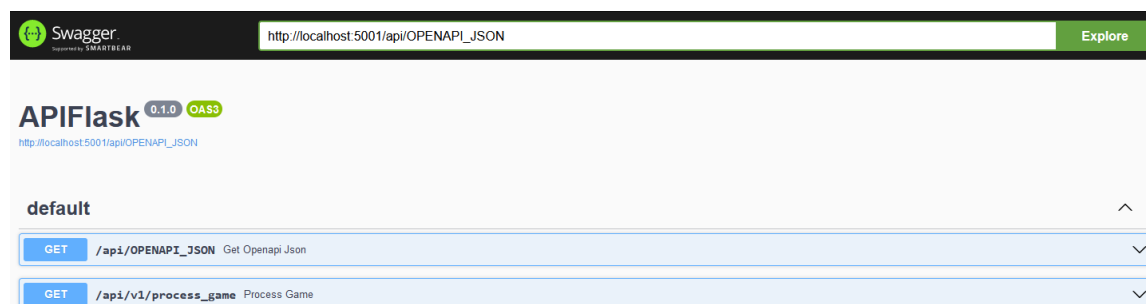 Swagger.
Supported by SMARTBEAR
http://localhost:5001/api/OPENAPI_JSON
Explore
APIFlask 0.1.0 OAS3
http://localhost:5001/api/OPENAPI_JSON
default
GET /api/OPENAPI_JSON Get Openapi Json
GET /api/v1/process_game Process Game